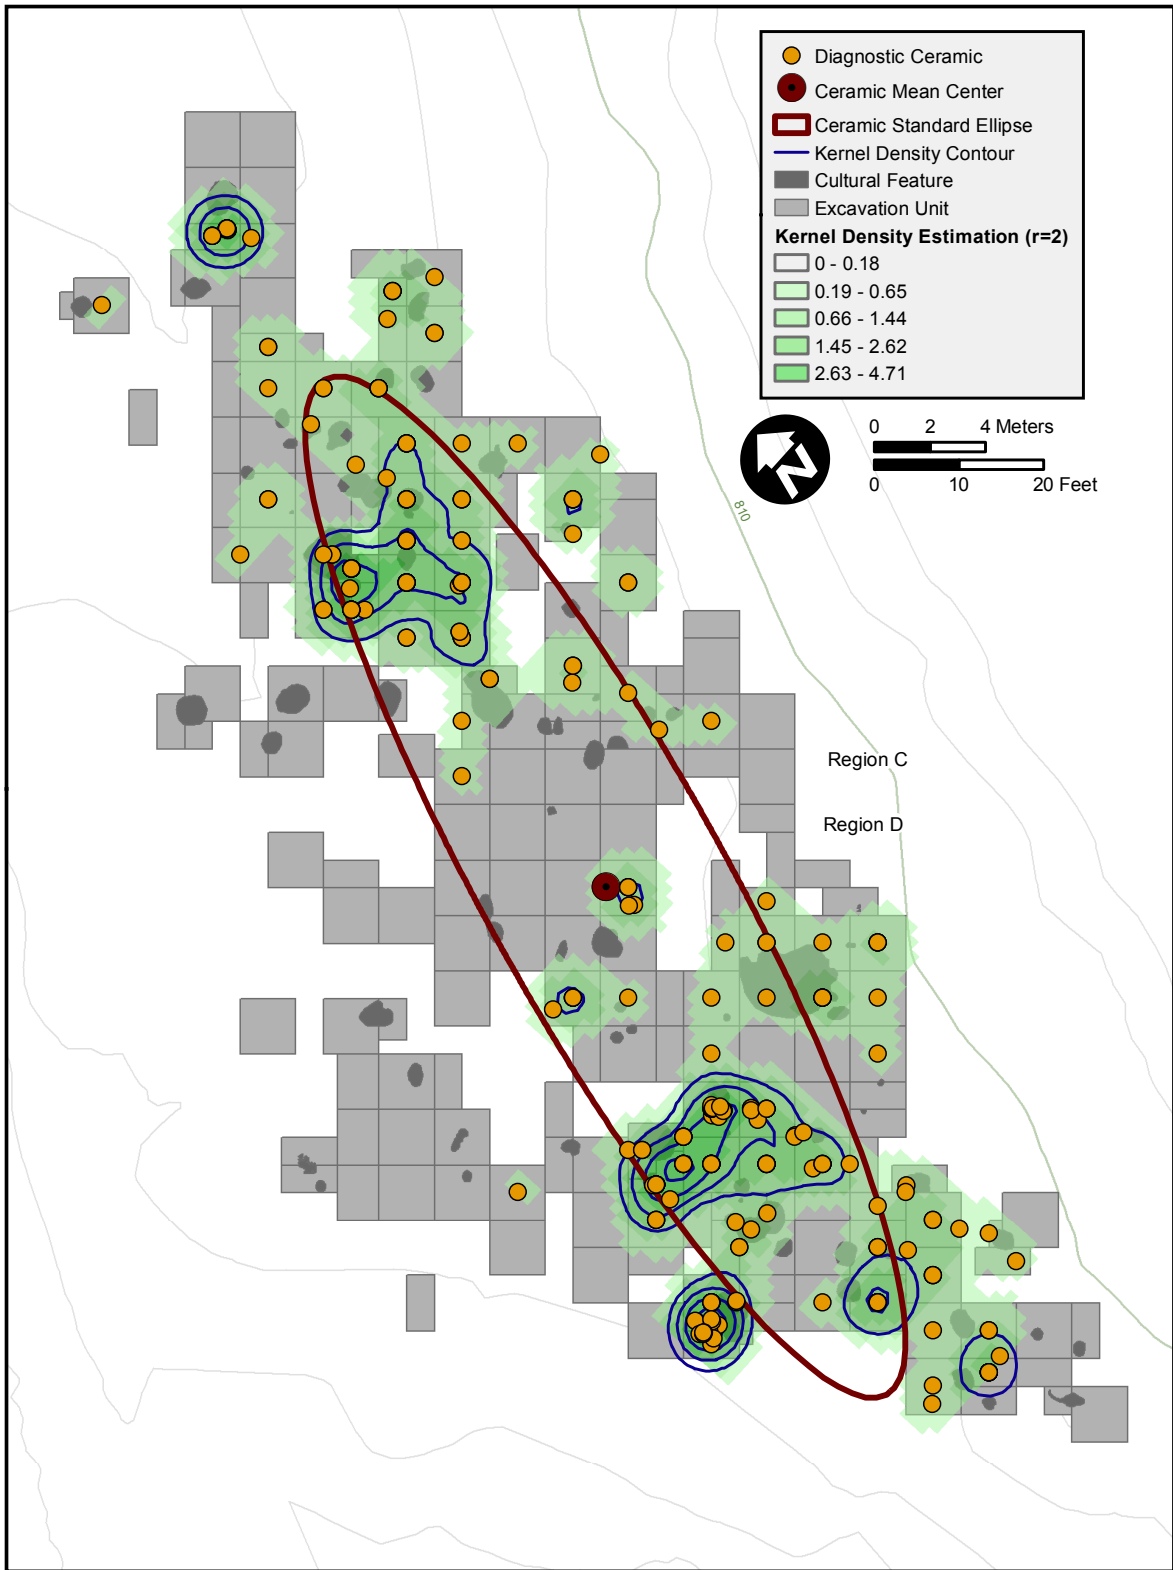 Diagnostic Ceramic
Ceramic Mean Center
Ceramic Standard Ellipse
Kernel Density Contour
Cultural Feature
Excavation Unit
Kernel Density Estimation (r=2)
0 - 0.18
0.19 - 0.65
0.66 - 1.44
1.45 - 2.62
2.63 - 4.71
N
0 2 4 Meters
0 10 20 Feet
810
Region C
Region D